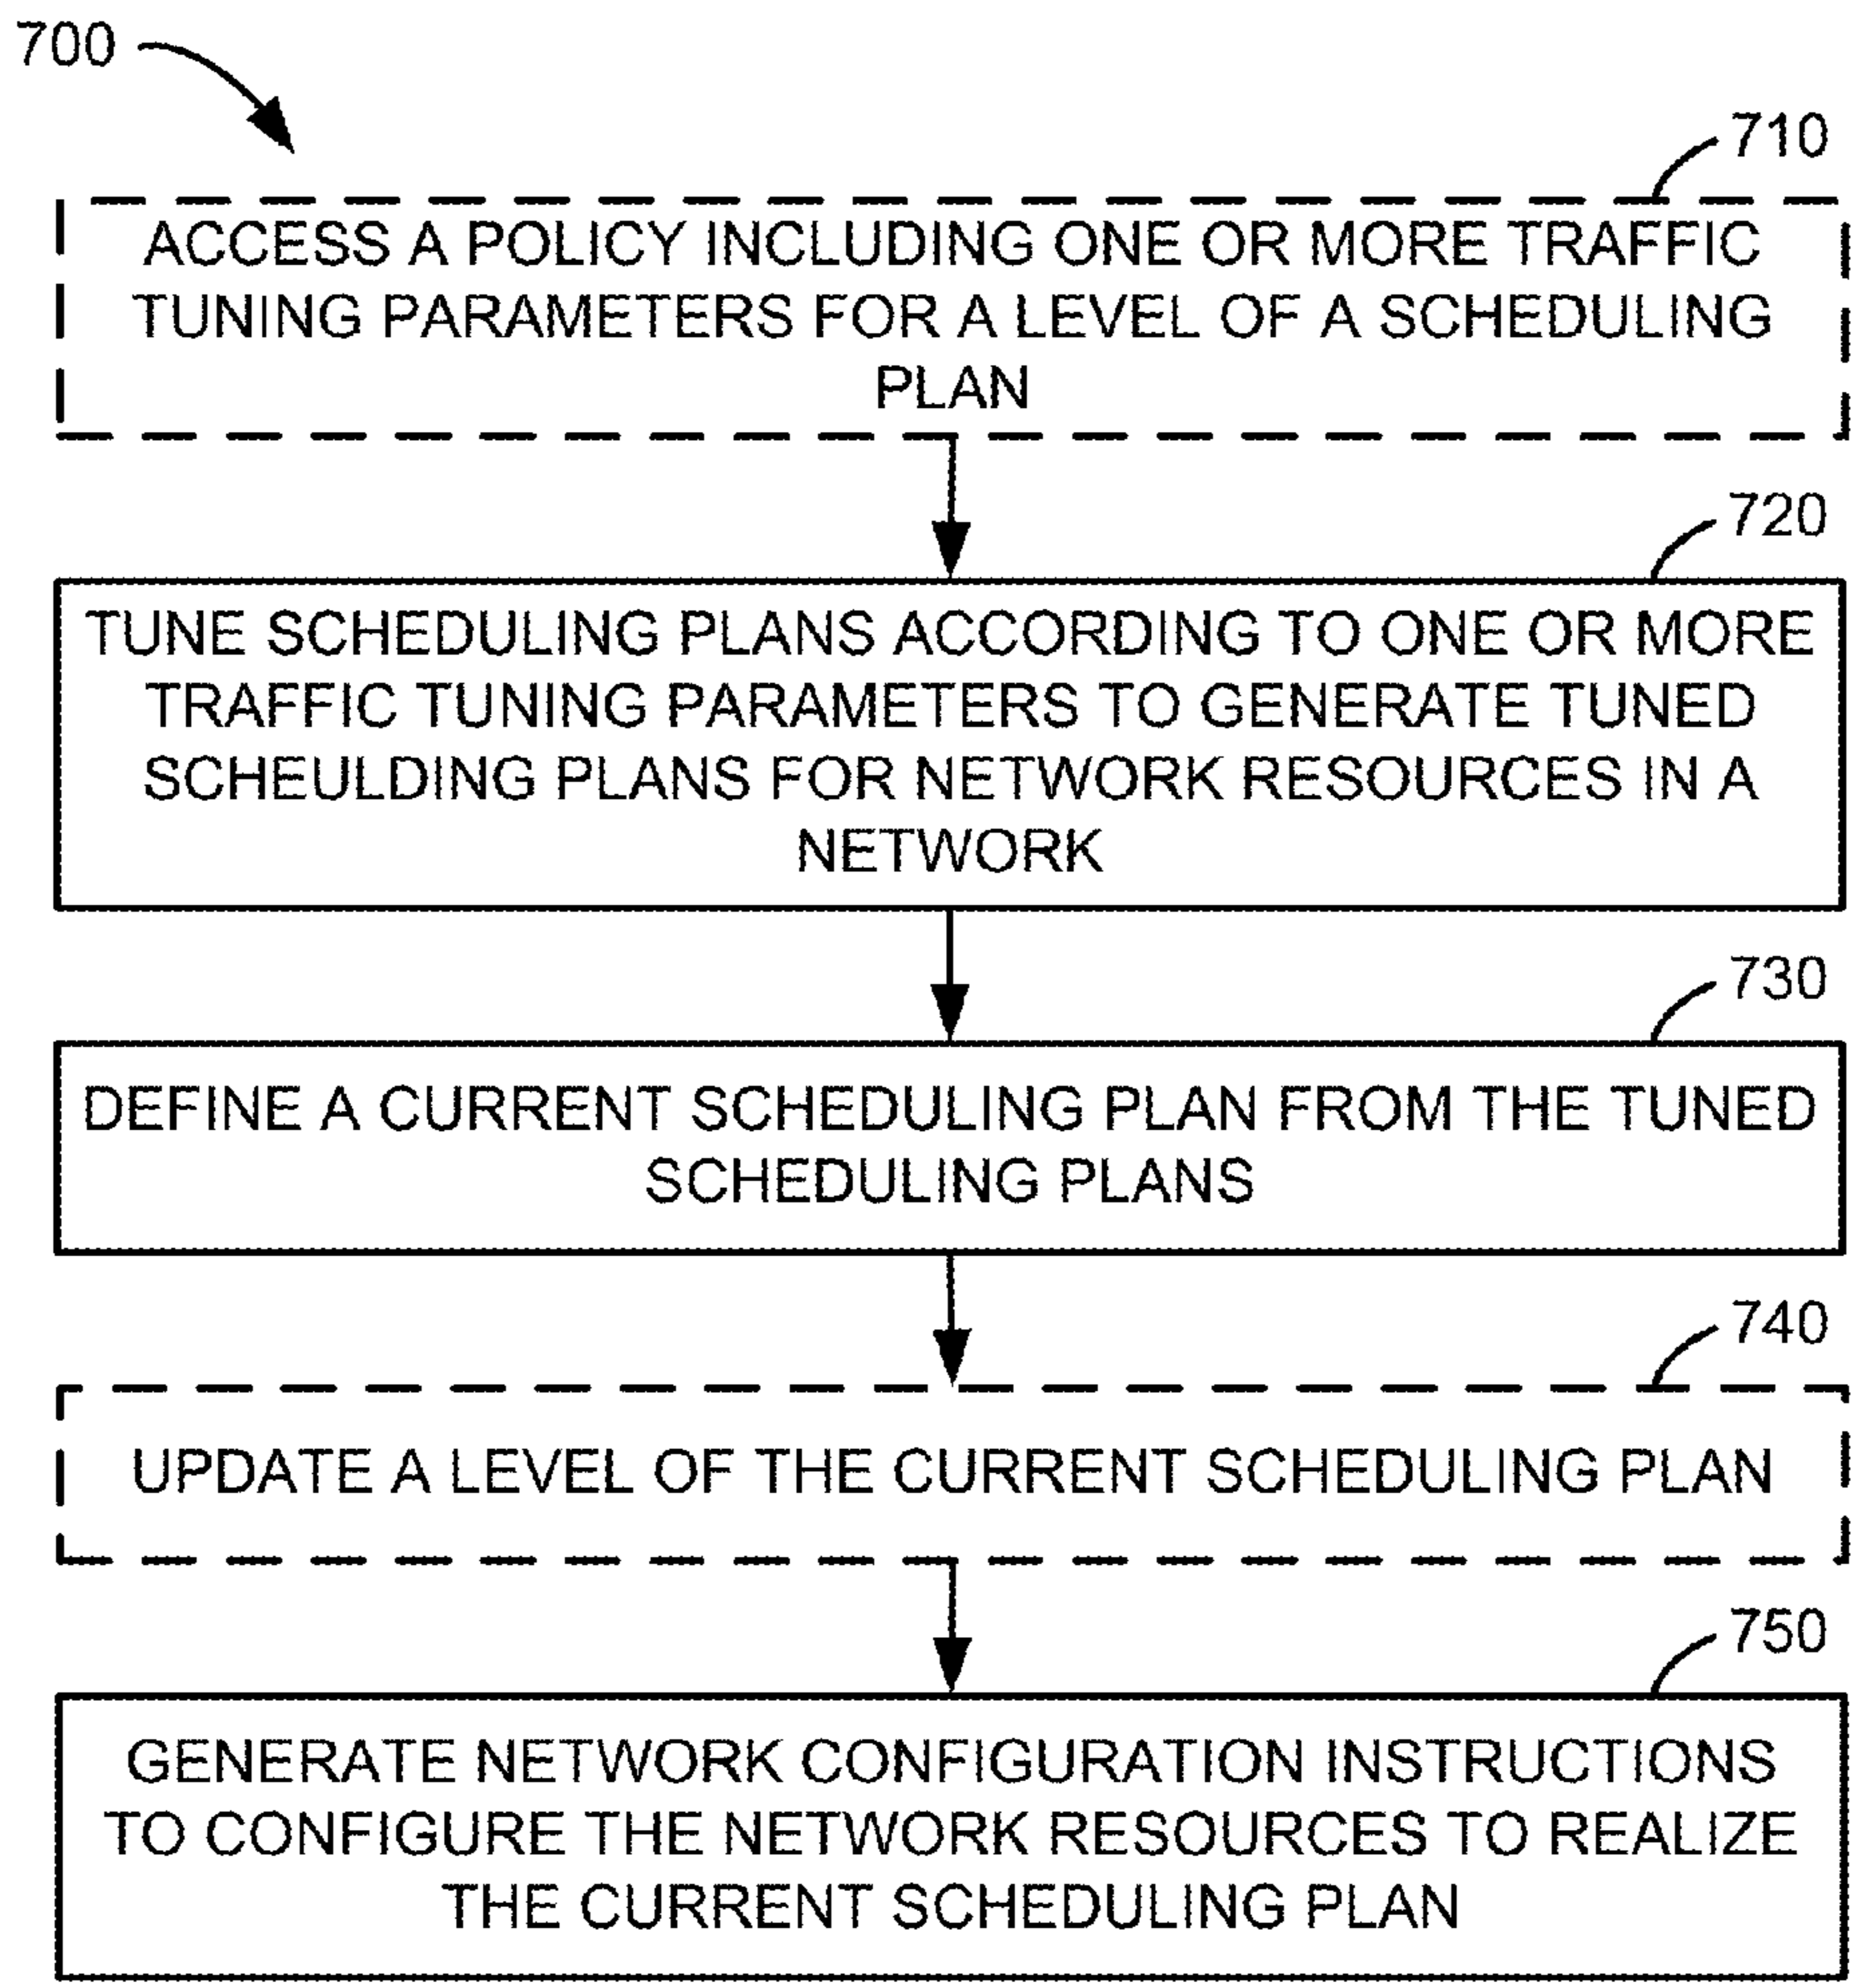 700
710
ACCESS A POLICY INCLUDING ONE OR MORE TRAFFIC
TUNING PARAMETERS FOR A LEVEL OF A SCHEDULING
PLAN
720
TUNE SCHEDULING PLANS ACCORDING TO ONE OR MORE
TRAFFIC TUNING PARAMETERS TO GENERATE TUNED
SCHEULDING PLANS FOR NETWORK RESOURCES IN A
NETWORK
730
DEFINE A CURRENT SCHEDULING PLAN FROM THE TUNED
SCHEDULING PLANS
740
UPDATE A LEVEL OF THE CURRENT SCHEDULING PLAN
750
GENERATE NETWORK CONFIGURATION INSTRUCTIONS
TO CONFIGURE THE NETWORK RESOURCES TO REALIZE
THE CURRENT SCHEDULING PLAN